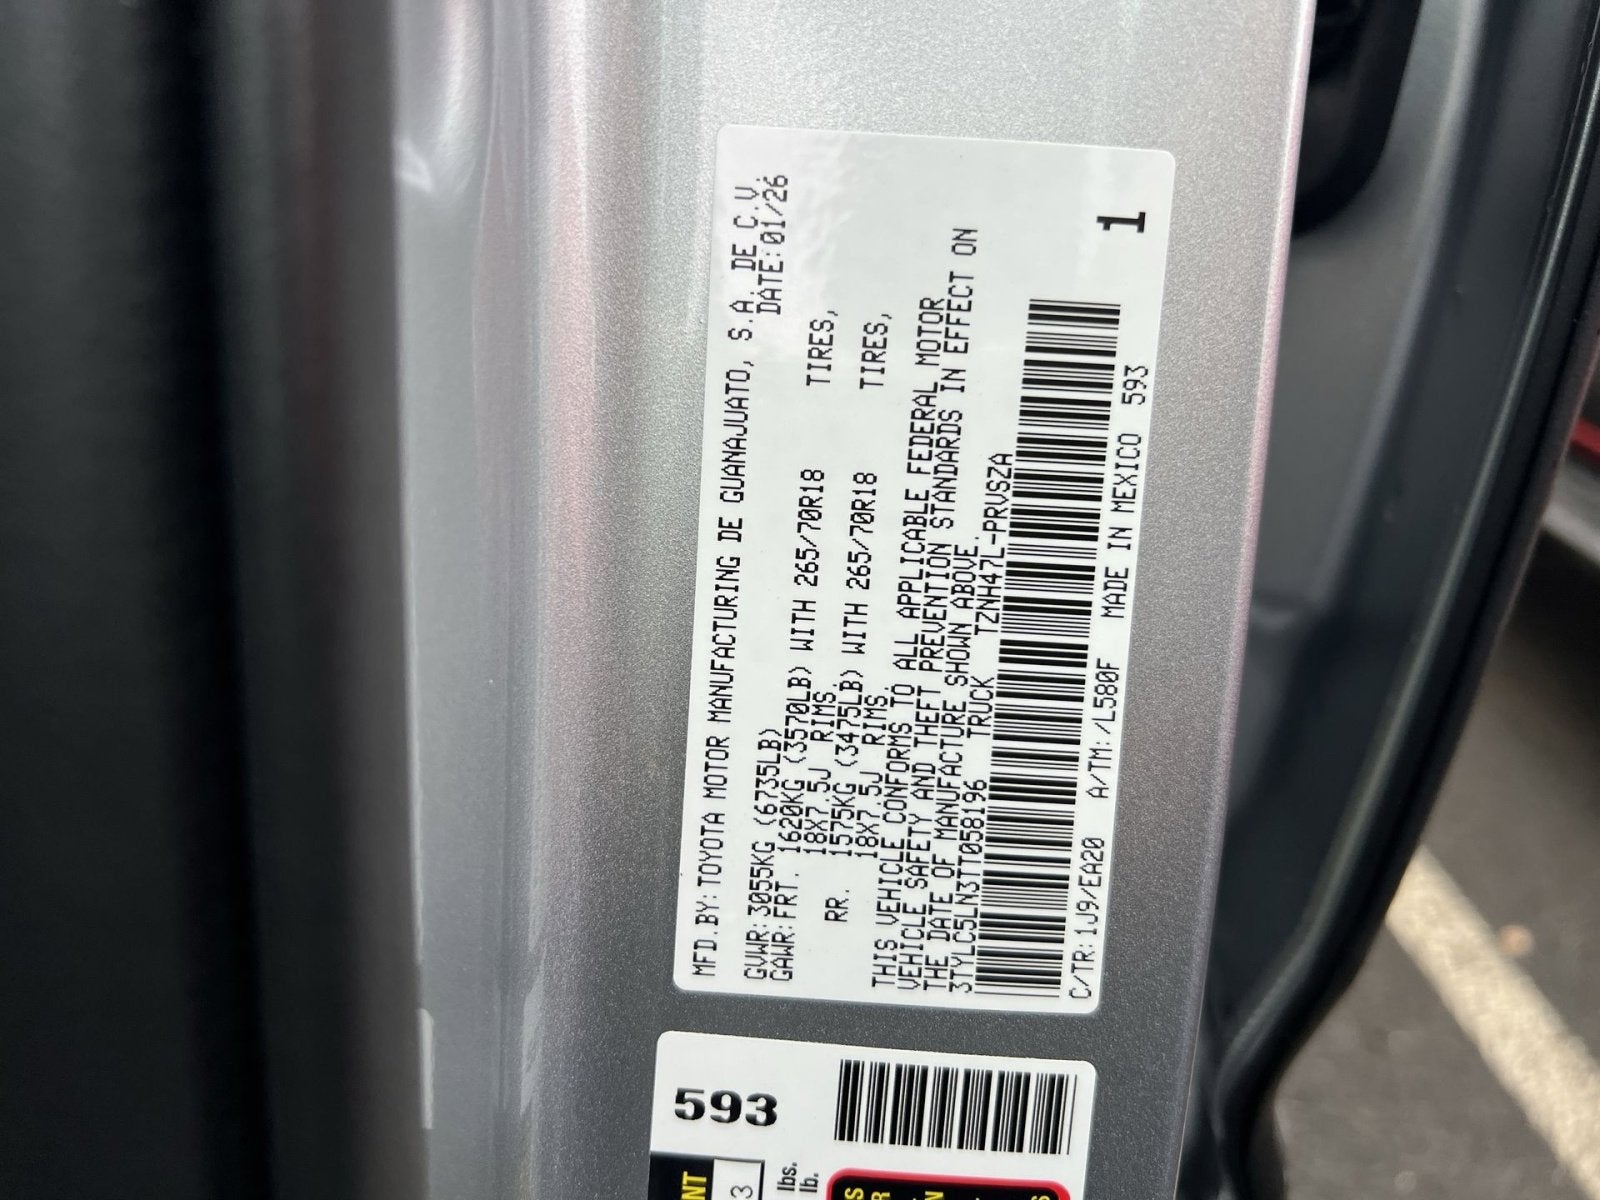 MFD.BY:TOYOTA MOTOR MANUFACTURING DE GUANAJUATO, S.A. DE C.V.
DATE:01/26
GVWR:3055KG (6735LB)
GAWR:FRT. 1620KG (3570LB) WITH 265/70R18 TIRES,
18X7.5J RIMS.
RR. 1575KG (3475LB) WITH 265/70R18 TIRES,
18X7.5J RIMS.
THIS VEHICLE CONFORMS TO ALL APPLICABLE FEDERAL MOTOR
VEHICLE SAFETY AND THEFT PREVENTION STANDARDS IN EFFECT ON
THE DATE OF MANUFACTURE SHOWN ABOVE.
3TYLC5LN3TT058196 TRUCK TZNH47L-PRVSZA
1
C/TR:1J9/EA20 A/TM:/L580F MADE IN MEXICO 593
593
lbs.
lb.